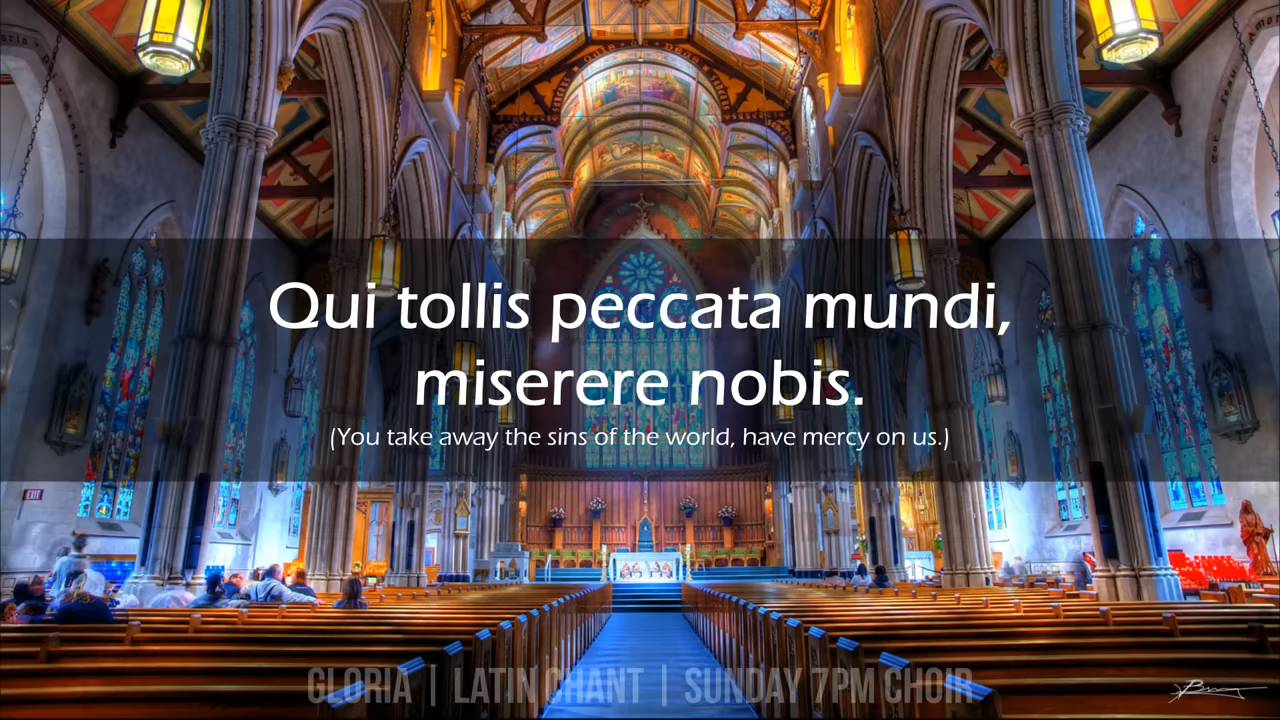 Qui tollis peccata mundi,
miserere nobis.
(You take away the sins of the world, have mercy on us.)
EXIT
GLORIA | LATIN CHANT | SUNDAY 7PM CHOIR